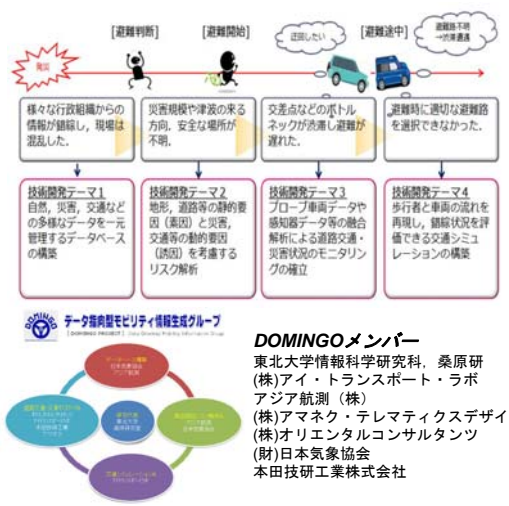 [避難判断]
[避難開始]
迂回したい
[避難途中]
避難路不明
→渋滞遭遇
発災
様々な行政組織からの
情報が錯綜し，現場は
混乱した．
災害規模や津波の来る
方向，安全な場所が
不明．
交差点などのボトル
ネックが渋滞し避難が
遅れた．
避難時に適切な避難路
を選択できなかった．
技術開発テーマ１
自然，災害，交通など
の多様なデータを一元
管理するデータベース
の構築
技術開発テーマ２
地形，道路等の静的要
因（素因）と災害，
交通等の動的要因
（誘因）を考慮する
リスク解析
技術開発テーマ３
プローブ車両データや
感知器データ等の融合
解析による道路交通・
災害状況のモニタリン
グの確立
技術開発テーマ４
歩行者と車両の流れを
再現し，錯綜状況を評
価できる交通シミュ
レーションの構築
DOMINGO
データ指向型モビリティ情報生成グループ
DOMINGOメンバー
東北大学情報科学研究科，桑原研
(株)アイ・トランスポート・ラボ
アジア航測（株）
(株)アマネク・テレマティクスデザイ
(株)オリエンタルコンサルタンツ
(財)日本気象協会
本田技研工業株式会社